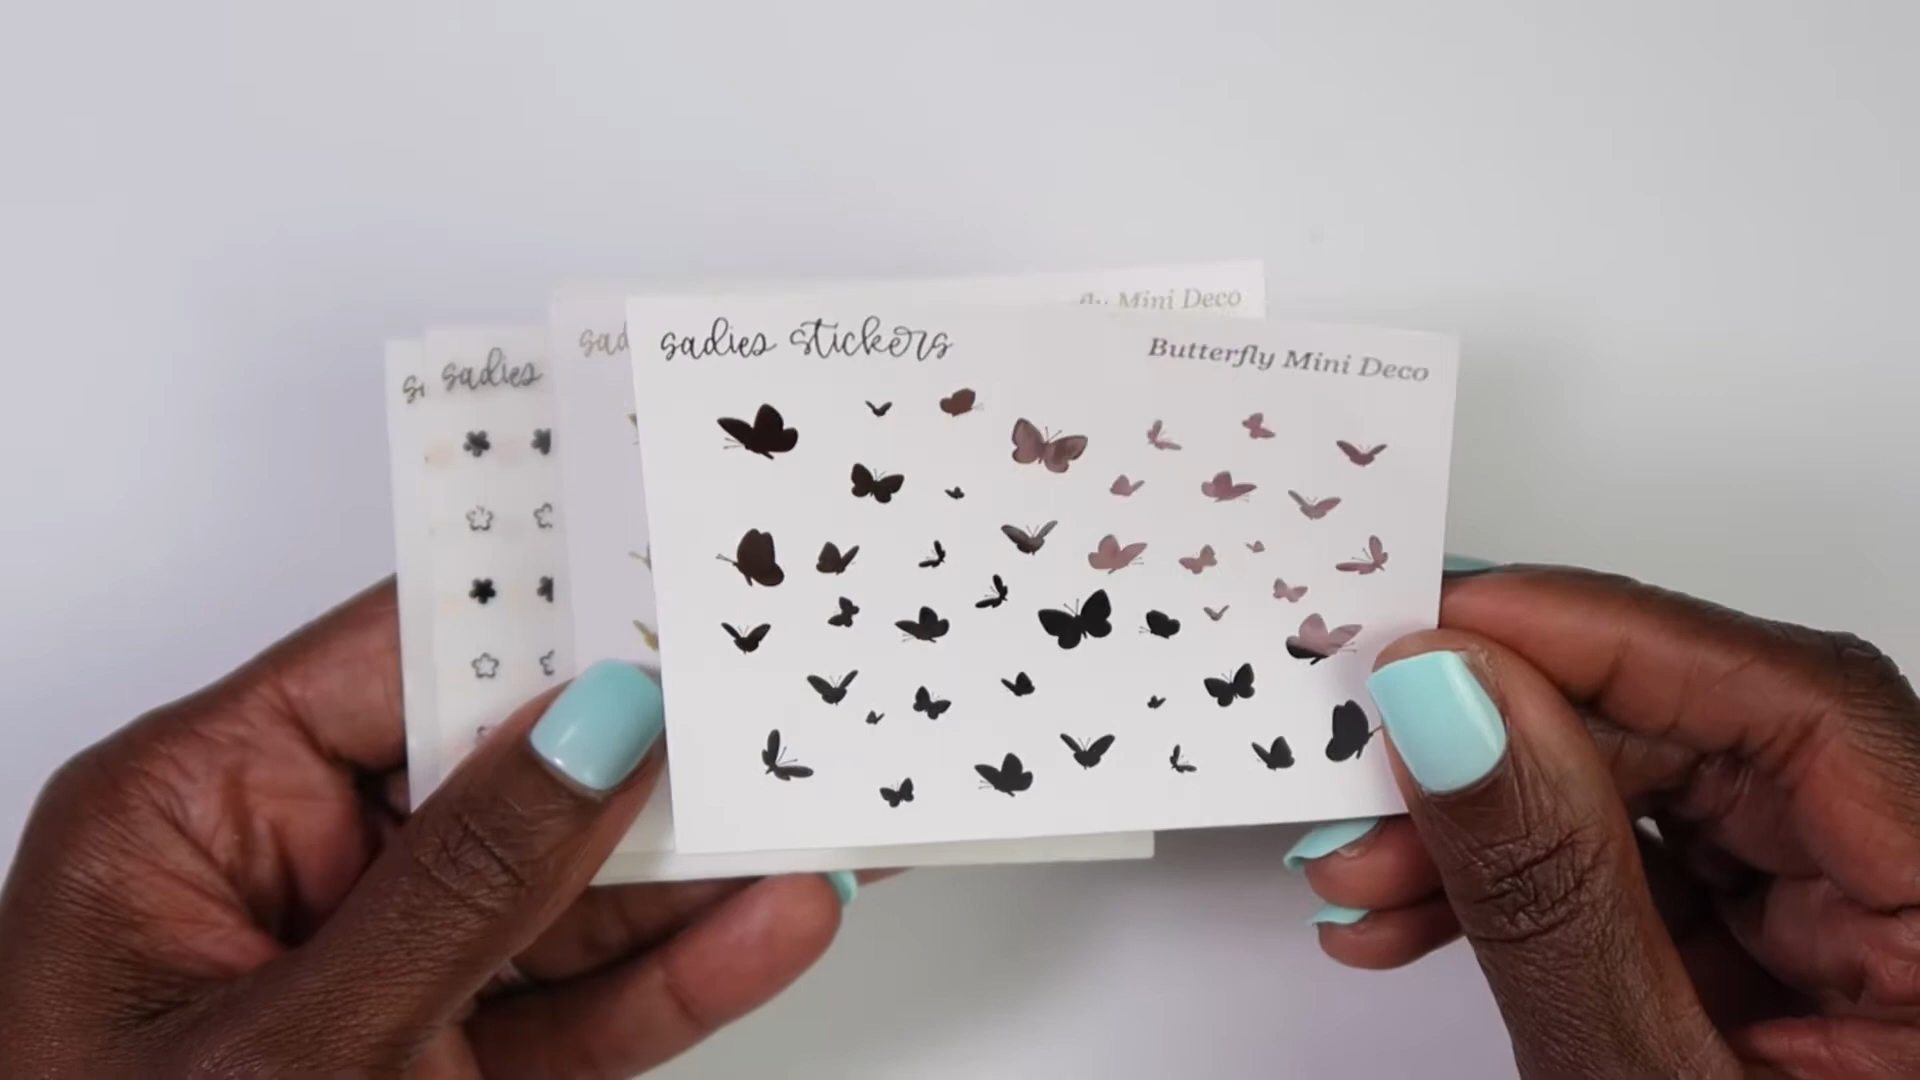 Mini Deco
sadies stickers
Butterfly Mini Deco
sadies